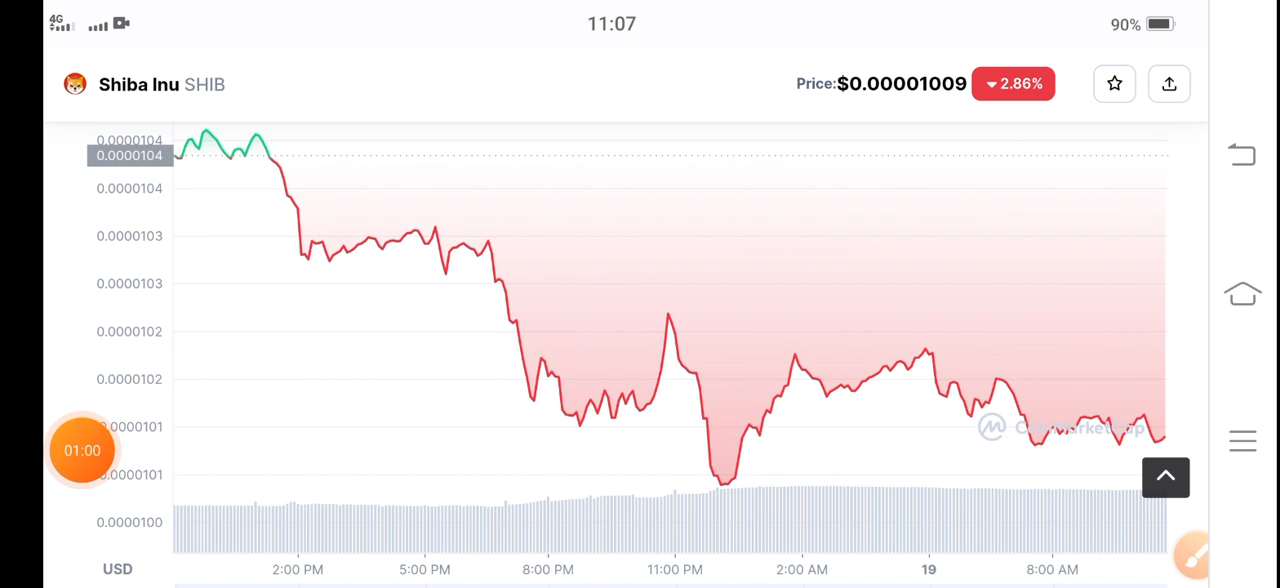 4G
11:07
90%
Shiba Inu SHIB
Price:$0.00001009 2.86%
0.0000104
0.0000104
0.0000104
0.0000103
0.0000103
0.0000102
0.0000102
0.0000101
CoinMarketCap
01:00
0.0000101
0.0000100
USD
2:00 PM 5:00 PM 8:00 PM 11:00 PM 2:00 AM 19 8:00 AM